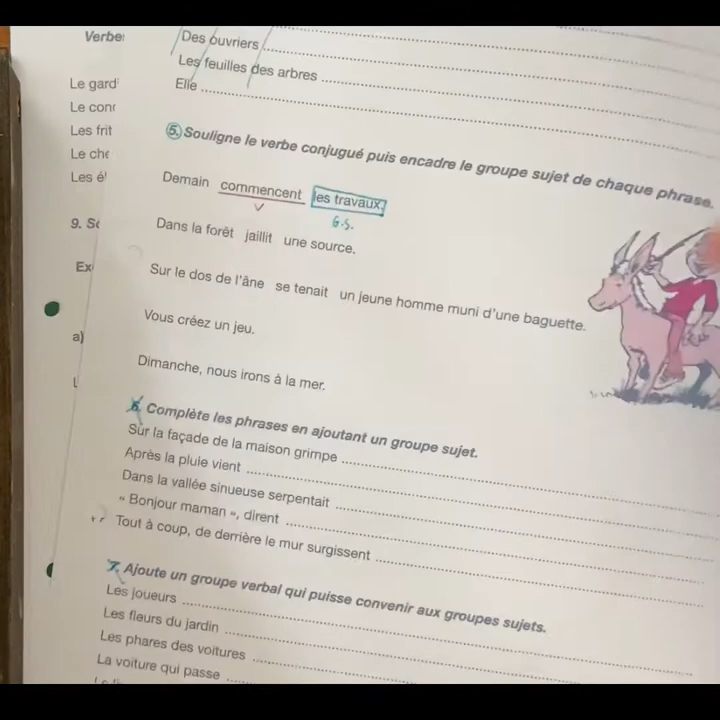 Verbe
Des ouvriers
Les feuilles des arbres
Elle
Le gard
Le con
Les frit
Le che
Les é
5. Souligne le verbe conjugué puis encadre le groupe sujet de chaque phrase.
Demain commencent les travaux.
V G.S.
9. S
Dans la forêt jaillit une source.
Ex
Sur le dos de l'âne se tenait un jeune homme muni d'une baguette.
a)
Vous créez un jeu.
L
Dimanche, nous irons à la mer.
6. Complète les phrases en ajoutant un groupe sujet.
Sur la façade de la maison grimpe
Après la pluie vient
Dans la vallée sinueuse serpentait
« Bonjour maman », dirent
Tout à coup, de derrière le mur surgissent
7. Ajoute un groupe verbal qui puisse convenir aux groupes sujets.
Les joueurs
Les fleurs du jardin
Les phares des voitures
La voiture qui passe